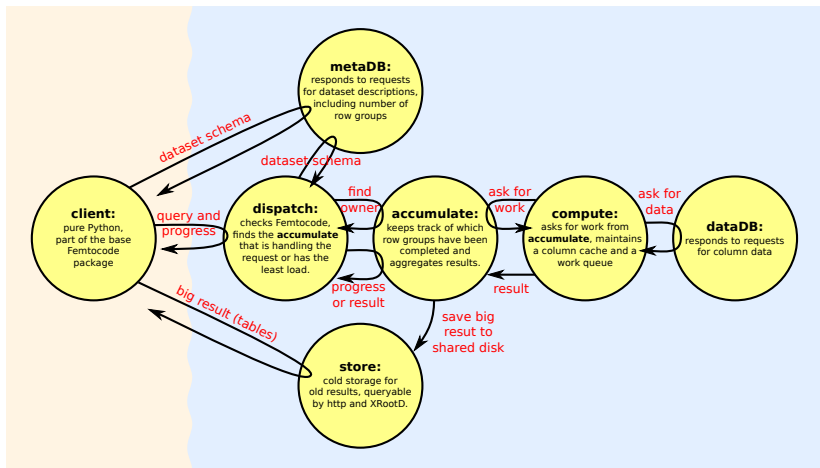 metaDB:
responds to requests
for dataset descriptions,
including number of
row groups
dataset schema
dataset schema
client:
pure Python,
part of the base
Femtocode
package
query and
progress
dispatch:
checks Femtocode,
finds the accumulate
that is handling the
request or has the
least load.
find
owner
progress
or result
accumulate:
keeps track of which
row groups have been
completed and
aggregates results.
ask for
work
result
compute:
asks for work from
accumulate, maintains
a column cache and a
work queue
ask for
data
dataDB:
responds to requests
for column data
big result (tables)
save big
resut to
shared disk
store:
cold storage for
old results, queryable
by http and XRootD.